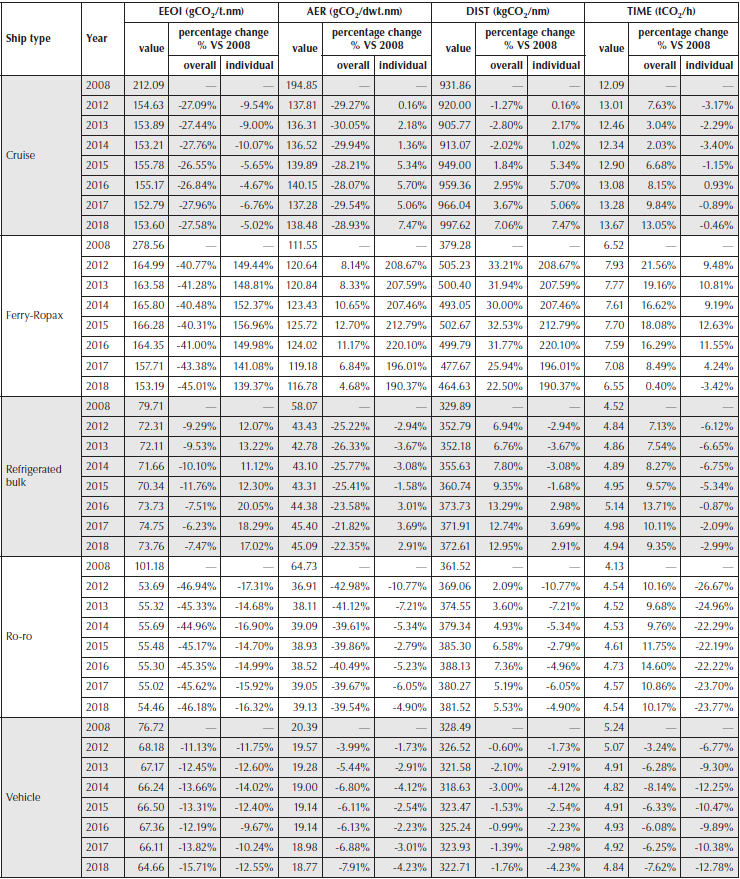 Ship type Year EEOI (gCO2/t.nm) AER (gCO2/dwt.nm) DIST (kgCO2/nm) TIME (tCO2/h)
value percentage change % VS 2008 value percentage change % VS 2008 value percentage change % VS 2008 value percentage change % VS 2008
overall individual overall individual overall individual overall individual
Cruise
2008 212.09 — — 194.85 — — 931.86 — — 12.09 — —
2012 154.63 -27.09% -9.54% 137.81 -29.27% 0.16% 920.00 -1.27% 0.16% 13.01 7.63% -3.17%
2013 153.89 -27.44% -9.00% 136.31 -30.05% 2.18% 905.77 -2.80% 2.17% 12.46 3.04% -2.29%
2014 153.21 -27.76% -10.07% 136.52 -29.94% 1.36% 913.07 -2.02% 1.02% 12.34 2.03% -3.40%
2015 155.78 -26.55% -5.65% 139.89 -28.21% 5.34% 949.00 1.84% 5.34% 12.90 6.68% -1.15%
2016 155.17 -26.84% -4.67% 140.15 -28.07% 5.70% 959.36 2.95% 5.70% 13.08 8.15% 0.93%
2017 152.79 -27.96% -6.76% 137.28 -29.54% 5.06% 966.04 3.67% 5.06% 13.28 9.84% -0.89%
2018 153.60 -27.58% -5.02% 138.48 -28.93% 7.47% 997.62 7.06% 7.47% 13.67 13.05% -0.46%
Ferry-Ropax
2008 278.56 — — 111.55 — — 379.28 — — 6.52 — —
2012 164.99 -40.77% 149.44% 120.64 8.14% 208.67% 505.23 33.21% 208.67% 7.93 21.56% 9.48%
2013 163.58 -41.28% 148.81% 120.84 8.33% 207.59% 500.40 31.94% 207.59% 7.77 19.16% 10.81%
2014 165.80 -40.48% 152.37% 123.43 10.65% 207.46% 493.05 30.00% 207.46% 7.61 16.62% 9.19%
2015 166.28 -40.31% 156.96% 125.72 12.70% 212.79% 502.67 32.53% 212.79% 7.70 18.08% 12.63%
2016 164.35 -41.00% 149.98% 124.02 11.17% 220.10% 499.79 31.77% 220.10% 7.59 16.29% 11.55%
2017 157.71 -43.38% 141.08% 119.18 6.84% 196.01% 477.67 25.94% 196.01% 7.08 8.49% 4.24%
2018 153.19 -45.01% 139.37% 116.78 4.68% 190.37% 464.63 22.50% 190.37% 6.55 0.40% -3.42%
Refrigerated bulk
2008 79.71 — — 58.07 — — 329.89 — — 4.52 — —
2012 72.31 -9.29% 12.07% 43.43 -25.22% -2.94% 352.79 6.94% -2.94% 4.84 7.13% -6.12%
2013 72.11 -9.53% 13.22% 42.78 -26.33% -3.67% 352.18 6.76% -3.67% 4.86 7.54% -6.65%
2014 71.66 -10.10% 11.12% 43.10 -25.77% -3.08% 355.63 7.80% -3.08% 4.89 8.27% -6.75%
2015 70.34 -11.76% 12.30% 43.31 -25.41% -1.58% 360.74 9.35% -1.68% 4.95 9.57% -5.34%
2016 73.73 -7.51% 20.05% 44.38 -23.58% 3.01% 373.73 13.29% 2.98% 5.14 13.71% -0.87%
2017 74.75 -6.23% 18.29% 45.40 -21.82% 3.69% 371.91 12.74% 3.69% 4.98 10.11% -2.09%
2018 73.76 -7.47% 17.02% 45.09 -22.35% 2.91% 372.61 12.95% 2.91% 4.94 9.35% -2.99%
Ro-ro
2008 101.18 — — 64.73 — — 361.52 — — 4.13 — —
2012 53.69 -46.94% -17.31% 36.91 -42.98% -10.77% 369.06 2.09% -10.77% 4.54 10.16% -26.67%
2013 55.32 -45.33% -14.68% 38.11 -41.12% -7.21% 374.55 3.60% -7.21% 4.52 9.68% -24.96%
2014 55.69 -44.96% -16.90% 39.09 -39.61% -5.34% 379.34 4.93% -5.34% 4.53 9.76% -22.29%
2015 55.48 -45.17% -14.70% 38.93 -39.86% -2.79% 385.30 6.58% -2.79% 4.61 11.75% -22.19%
2016 55.30 -45.35% -14.99% 38.52 -40.49% -5.23% 388.13 7.36% -4.96% 4.73 14.60% -22.22%
2017 55.02 -45.62% -15.92% 39.05 -39.67% -6.05% 380.27 5.19% -6.05% 4.57 10.86% -23.70%
2018 54.46 -46.18% -16.32% 39.13 -39.54% -4.90% 381.52 5.53% -4.90% 4.54 10.17% -23.77%
Vehicle
2008 76.72 — — 20.39 — — 328.49 — — 5.24 — —
2012 68.18 -11.13% -11.75% 19.57 -3.99% -1.73% 326.52 -0.60% -1.73% 5.07 -3.24% -6.77%
2013 67.17 -12.45% -12.60% 19.28 -5.44% -2.91% 321.58 -2.10% -2.91% 4.91 -6.28% -9.30%
2014 66.24 -13.66% -14.02% 19.00 -6.80% -4.12% 318.63 -3.00% -4.12% 4.82 -8.14% -12.25%
2015 66.50 -13.31% -12.40% 19.14 -6.11% -2.54% 323.47 -1.53% -2.54% 4.91 -6.33% -10.47%
2016 67.36 -12.19% -9.67% 19.14 -6.13% -2.23% 325.24 -0.99% -2.23% 4.93 -6.08% -9.89%
2017 66.11 -13.82% -10.24% 18.98 -6.88% -3.01% 323.93 -1.39% -2.98% 4.92 -6.25% -10.38%
2018 64.66 -15.71% -12.55% 18.77 -7.91% -4.23% 322.71 -1.76% -4.23% 4.84 -7.62% -12.78%